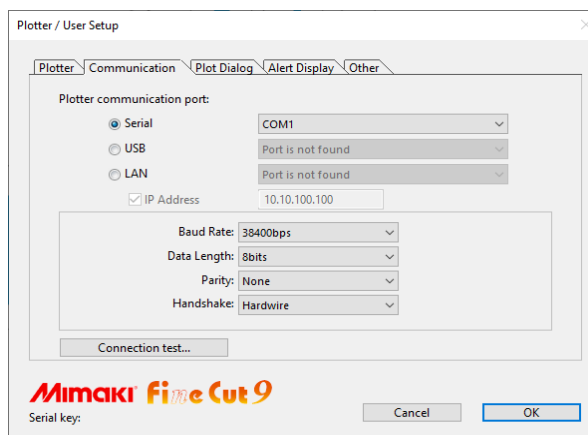 Plotter / User Setup
Plotter Communication Plot Dialog Alert Display Other
Plotter communication port:
Serial COM1
USB Port is not found
LAN Port is not found
IP Address 10.10.100.100
Baud Rate: 38400bps
Data Length: 8bits
Parity: None
Handshake: Hardwire
Connection test...
Mimaki Fine Cut 9
Serial key:
Cancel OK